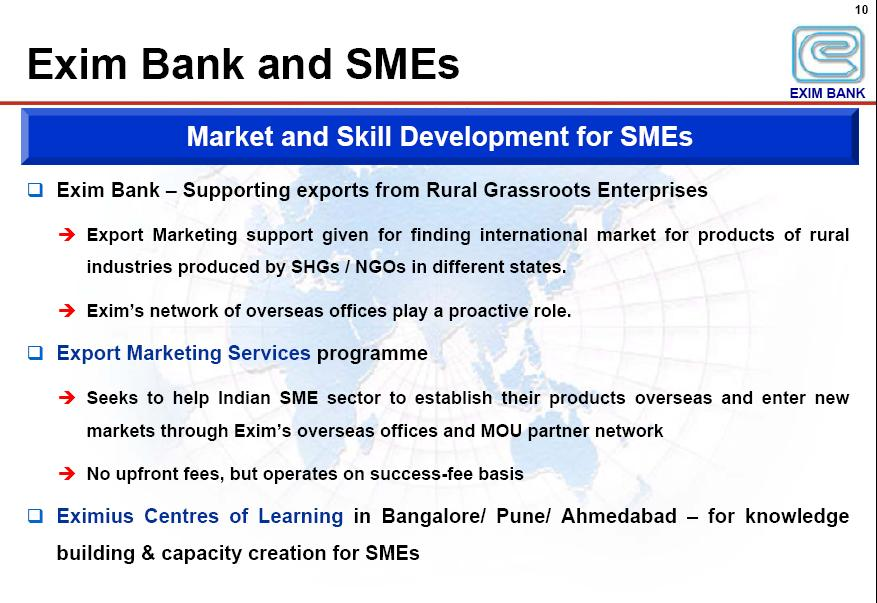 10
Exim Bank and SMEs
EXIM BANK
Market and Skill Development for SMEs
Exim Bank – Supporting exports from Rural Grassroots Enterprises
Export Marketing support given for finding international market for products of rural
industries produced by SHGs / NGOs in different states.
Exim's network of overseas offices play a proactive role.
Export Marketing Services programme
Seeks to help Indian SME sector to establish their products overseas and enter new
markets through Exim's overseas offices and MOU partner network
No upfront fees, but operates on success-fee basis
Eximius Centres of Learning in Bangalore/ Pune/ Ahmedabad – for knowledge
building & capacity creation for SMEs